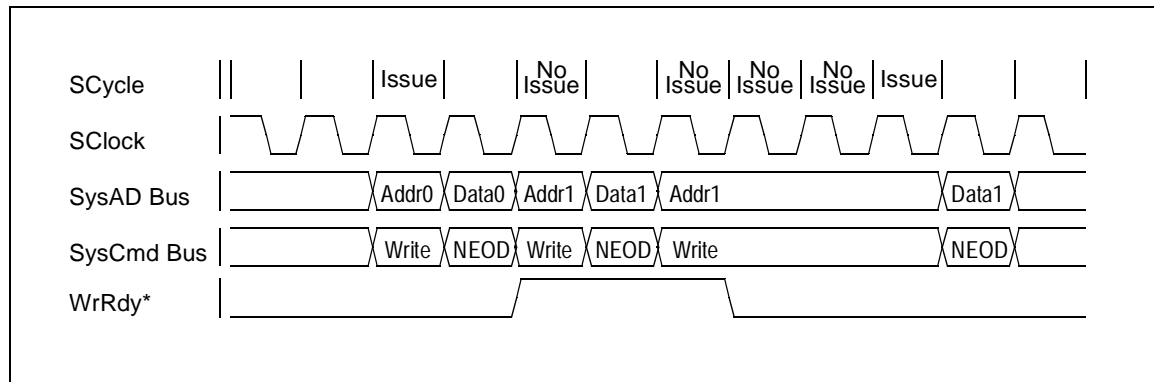 SCycle Issue No Issue No Issue No Issue No Issue Issue
SClock
SysAD Bus Addr0 Data0 Addr1 Data1 Addr1 Data1
SysCmd Bus Write NEOD Write NEOD Write NEOD
WrRdy*